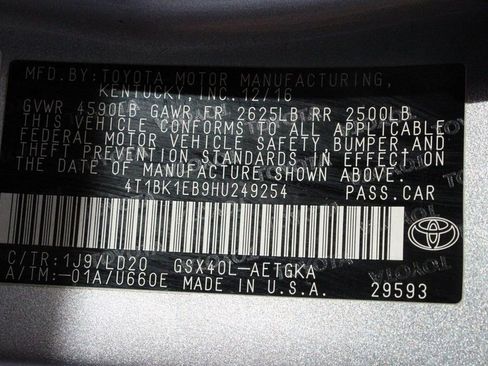 MFD.BY:TOYOTA MOTOR MANUFACTURING,
KENTUCKY, INC. 12/16
GVWR 4590LB GAWR FR 2625LB RR 2500LB
THIS VEHICLE CONFORMS TO ALL APPLICABLE
FEDERAL MOTOR VEHICLE SAFETY, BUMPER, AND
THEFT PREVENTION STANDARDS IN EFFECT ON
THE DATE OF MANUFACTURE SHOWN ABOVE.
4T1BK1EB9HU249254 PASS.CAR
C/TR:1J9/LD20 GSX40L-AETGKA
A/TM:-01A/U660E MADE IN U.S.A. 29593
TOYOTA